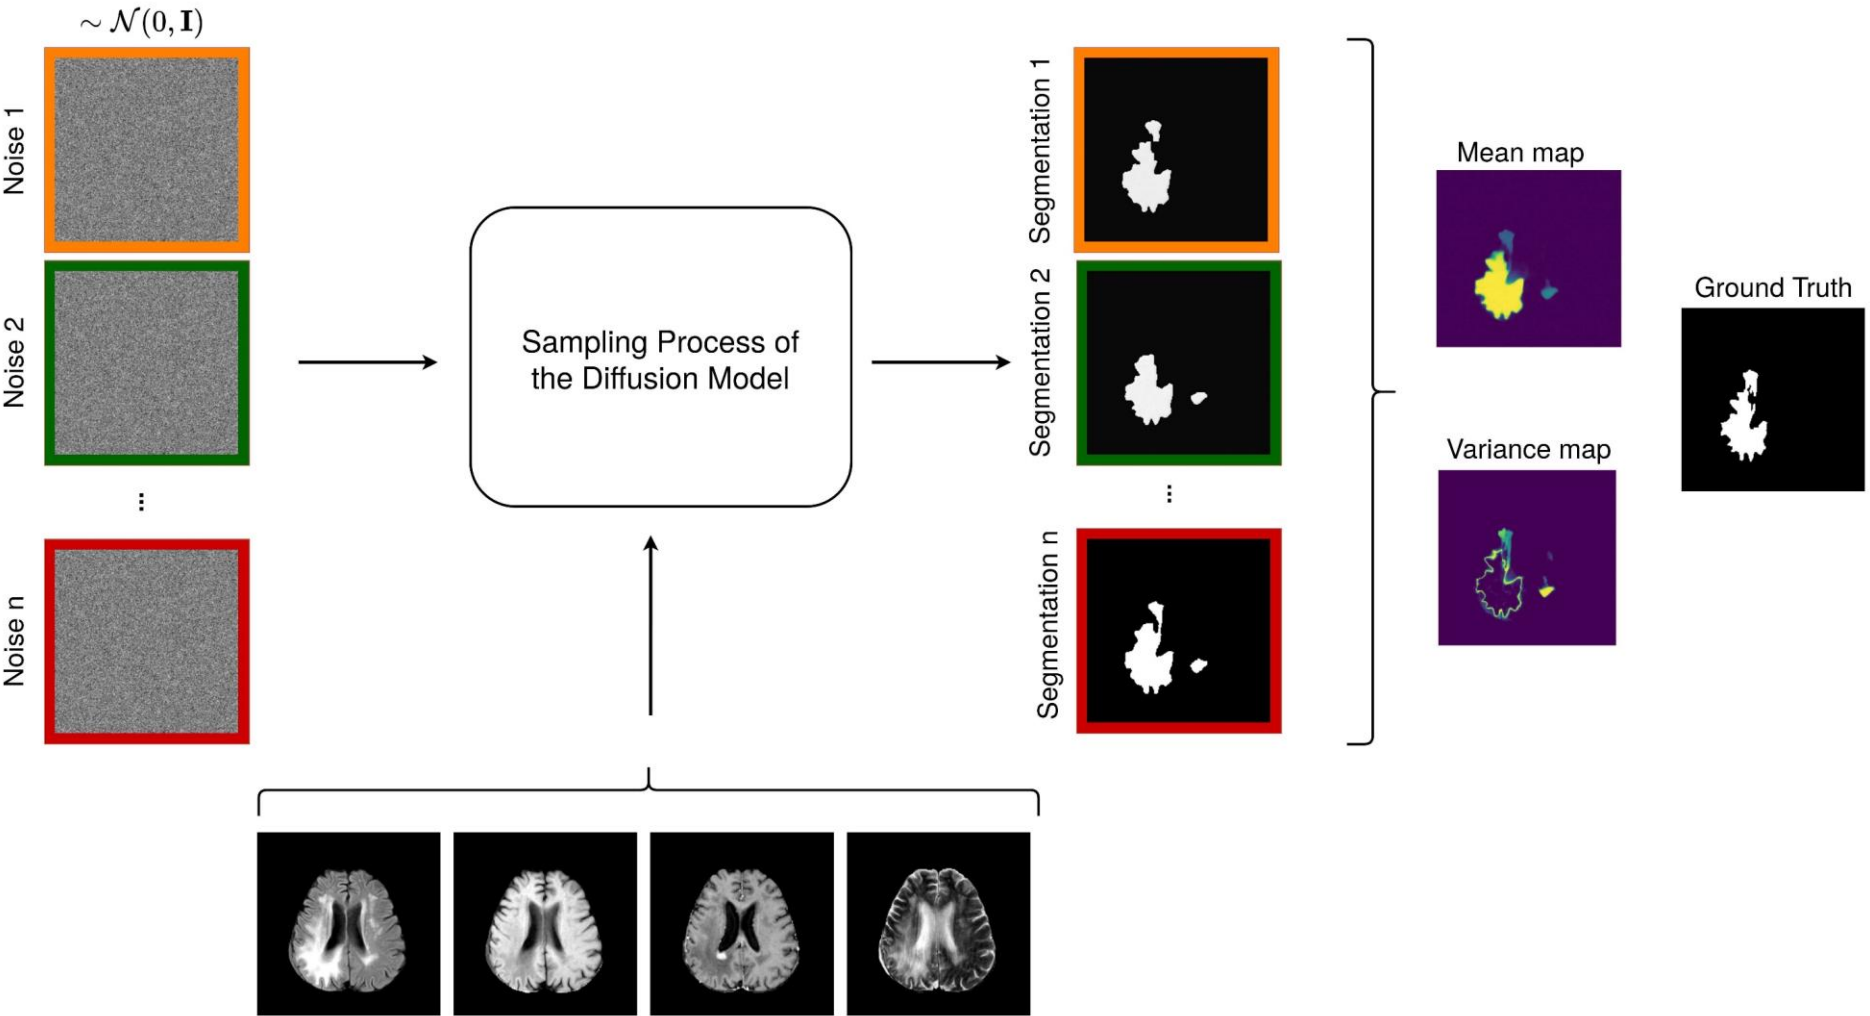 ∼ 𝒩(0, I)
Noise 1
Noise 2
...
Noise n
Sampling Process of
the Diffusion Model
Segmentation 1
Segmentation 2
...
Segmentation n
Mean map
Variance map
Ground Truth